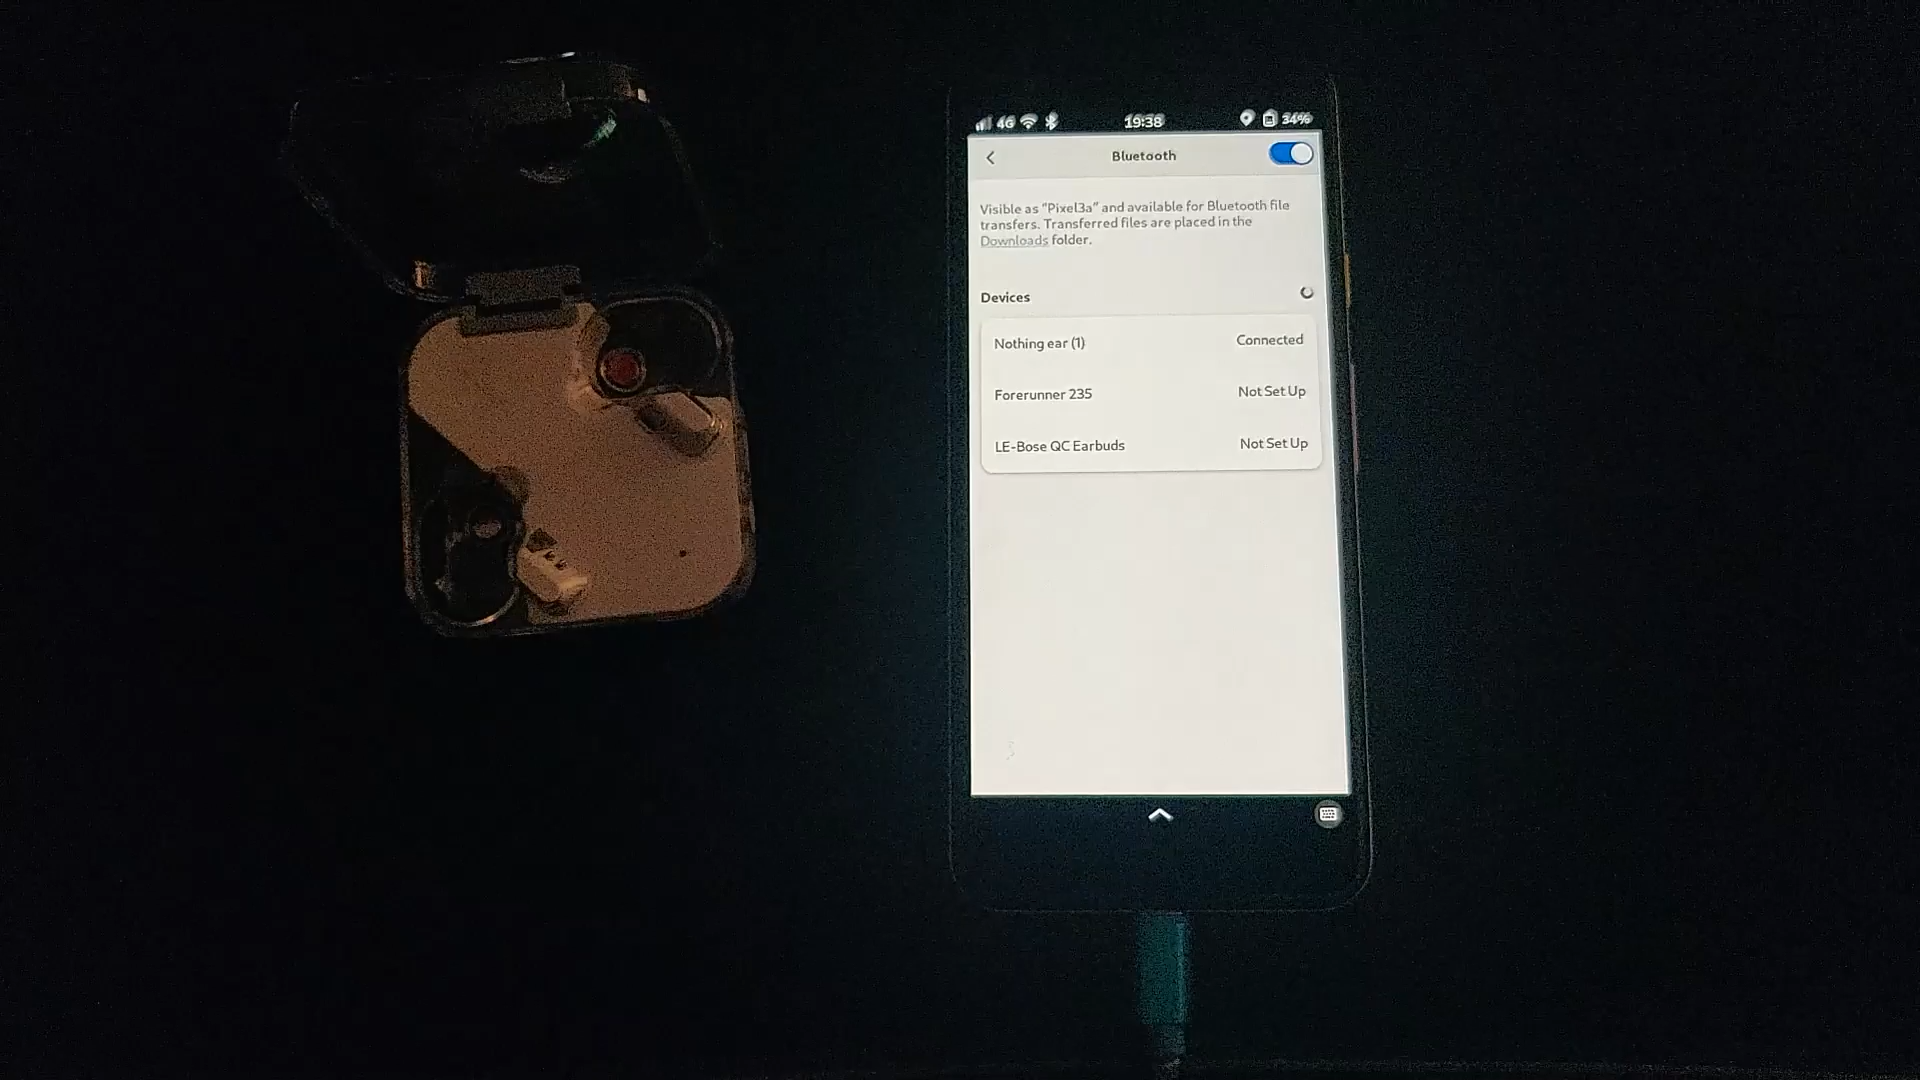 4G 19:38 34%
Bluetooth
Visible as "Pixel3a" and available for Bluetooth file
transfers. Transferred files are placed in the
Downloads folder.
Devices
Nothing ear (1) Connected
Forerunner 235 Not Set Up
LE-Bose QC Earbuds Not Set Up